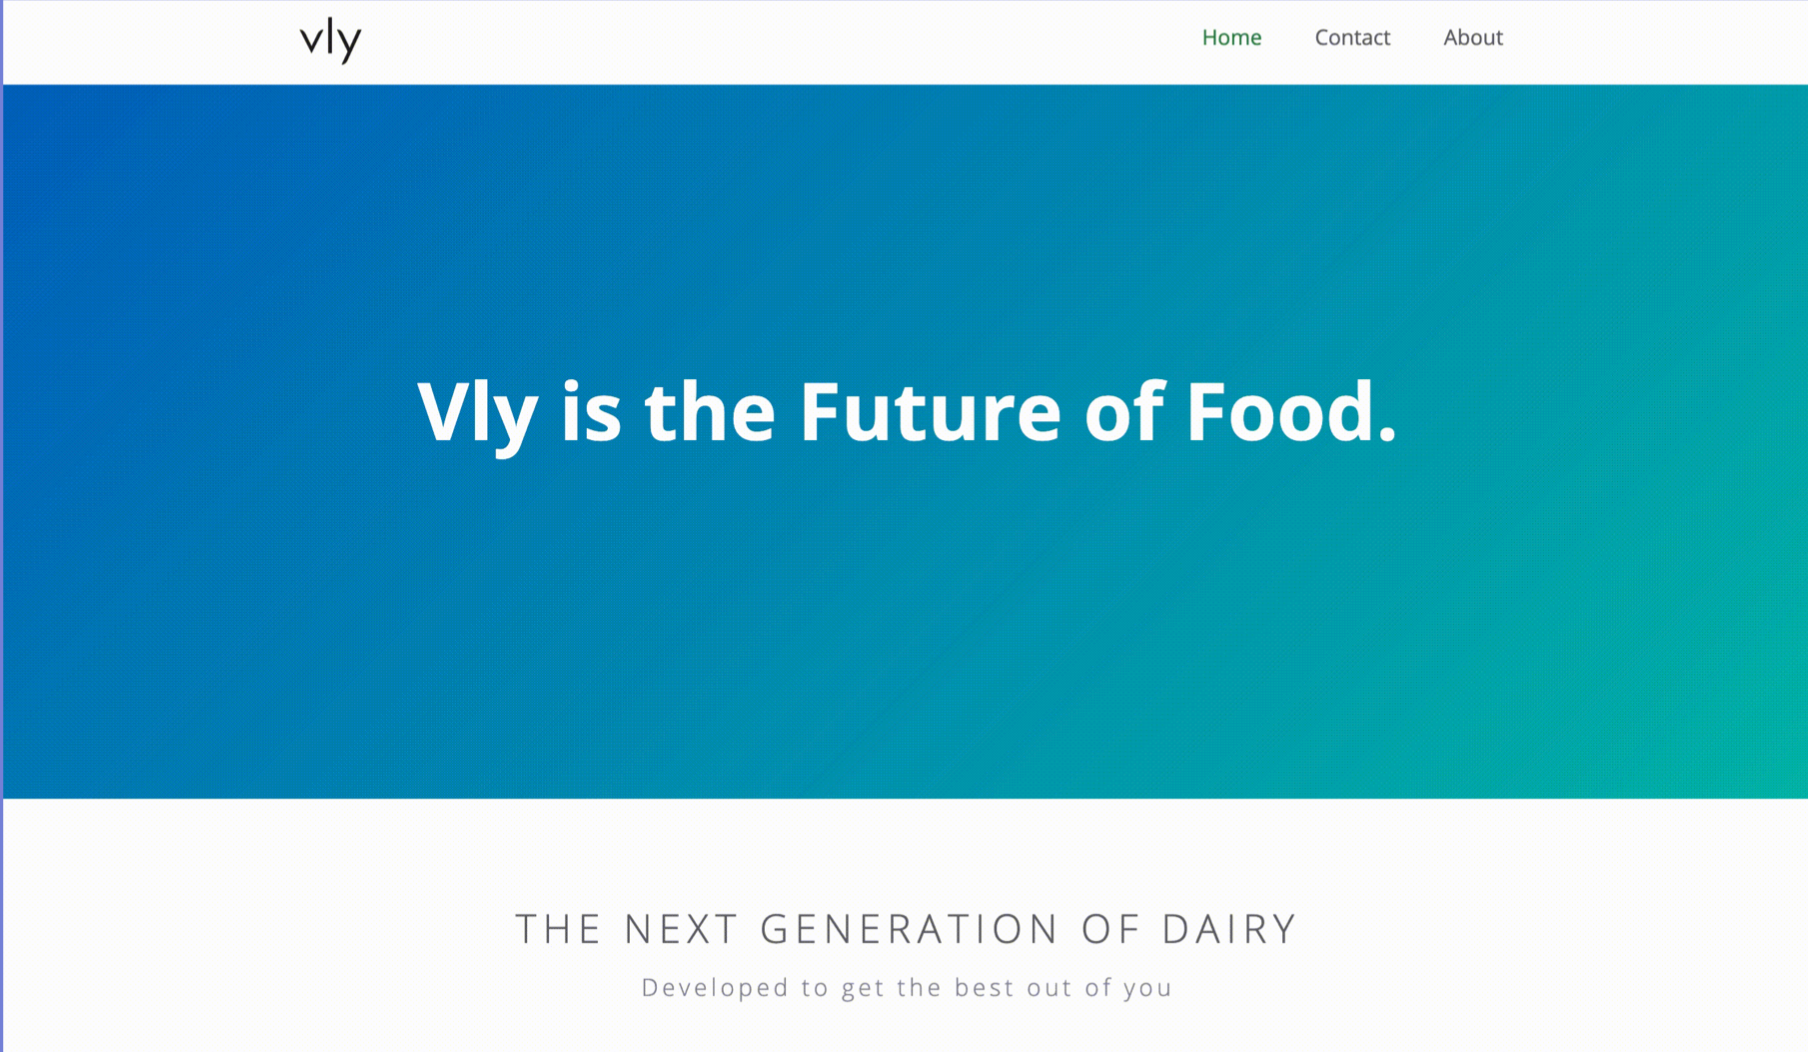 vly
Home Contact About
Vly is the Future of Food.
THE NEXT GENERATION OF DAIRY
Developed to get the best out of you